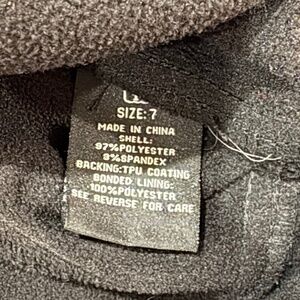 SIZE:7
MADE IN CHINA
SHELL:
97%POLYESTER
9%SPANDEX
BACKING:TPU COATING
BONDED LINING:
100%POLYESTER
SEE REVERSE FOR CARE